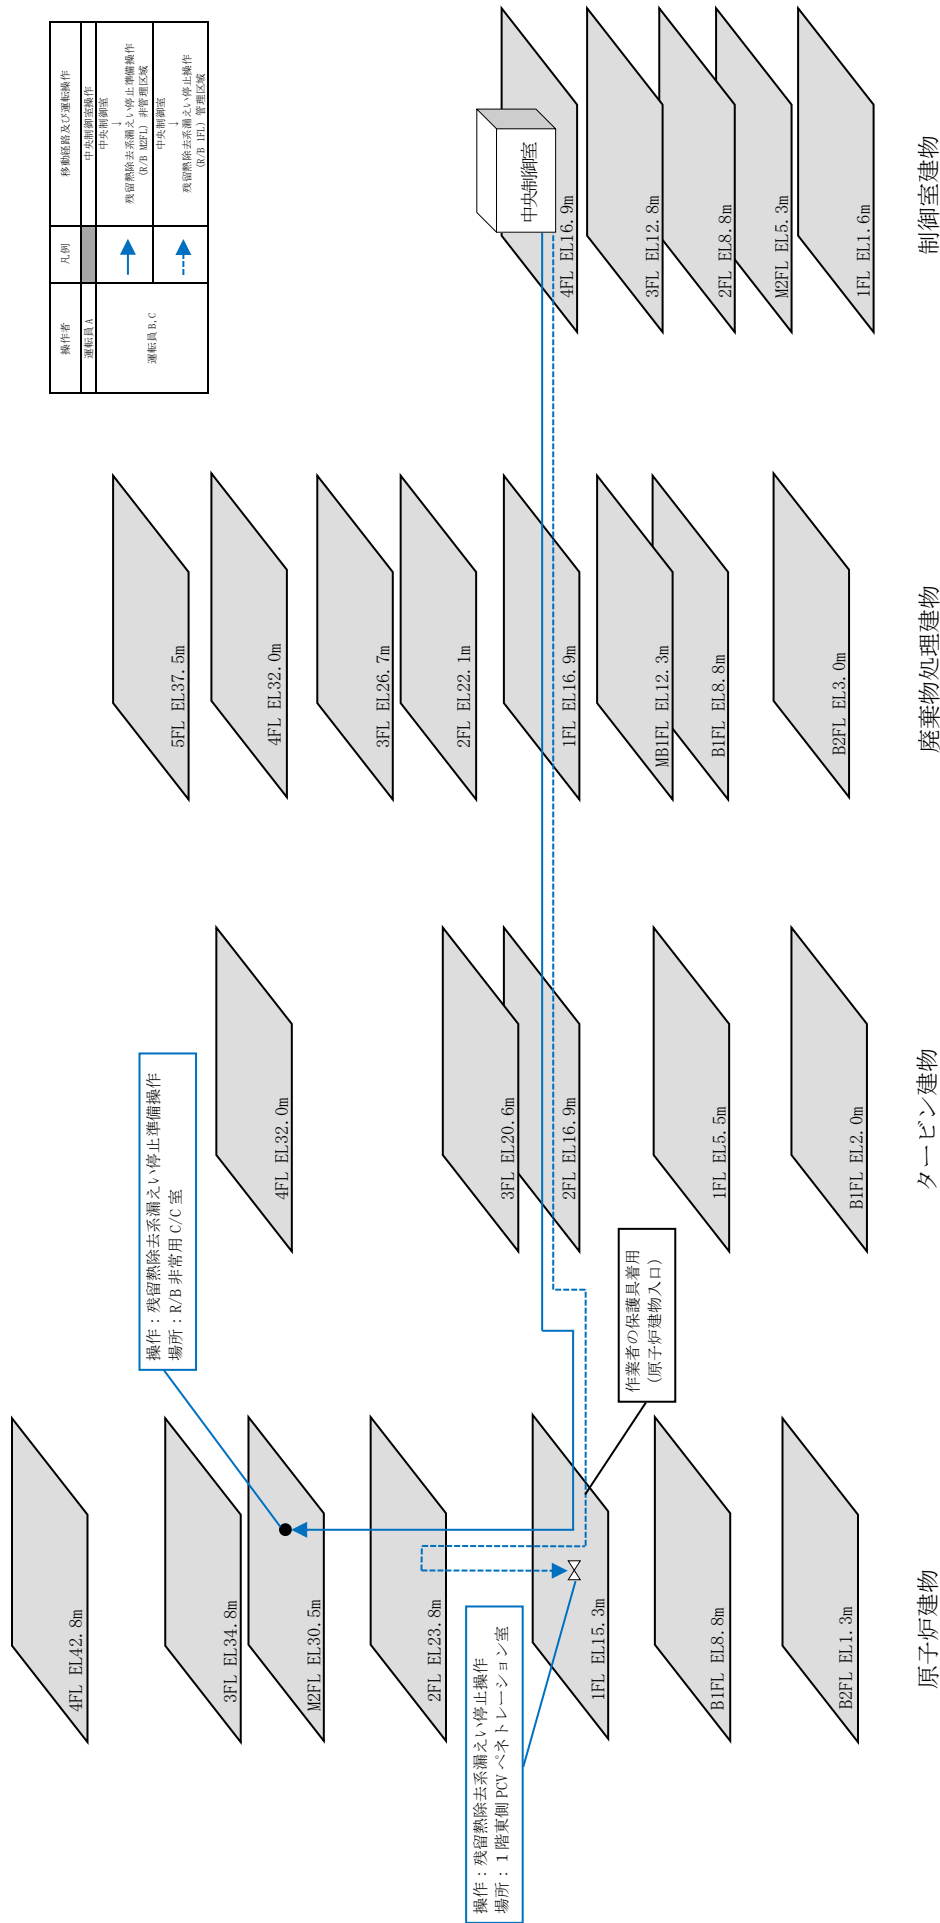 操作者
凡例
移動経路及び運転操作
運転員 A
中央制御室操作
運転員 B,C
中央制御室
↓
残留熱除去系漏えい停止準備操作
(R/B M2FL) 非管理区域
中央制御室
↓
残留熱除去系漏えい停止操作
(R/B 1FL) 管理区域
操作：残留熱除去系漏えい停止準備操作
場所：R/B 非常用 C/C 室
操作：残留熱除去系漏えい停止操作
場所：1 階東側 PCV ペネトレーション室
作業者の保護具着用
(原子炉建物入口)
4FL EL42.8m
3FL EL34.8m
M2FL EL30.5m
2FL EL23.8m
1FL EL15.3m
B1FL EL8.8m
B2FL EL1.3m
原子炉建物
4FL EL32.0m
3FL EL20.6m
2FL EL16.9m
1FL EL5.5m
B1FL EL2.0m
タービン建物
5FL EL37.5m
4FL EL32.0m
3FL EL26.7m
2FL EL22.1m
1FL EL16.9m
MB1FL EL12.3m
B1FL EL8.8m
B2FL EL3.0m
廃棄物処理建物
中央制御室
4FL EL16.9m
3FL EL12.8m
2FL EL8.8m
M2FL EL5.3m
1FL EL1.6m
制御室建物